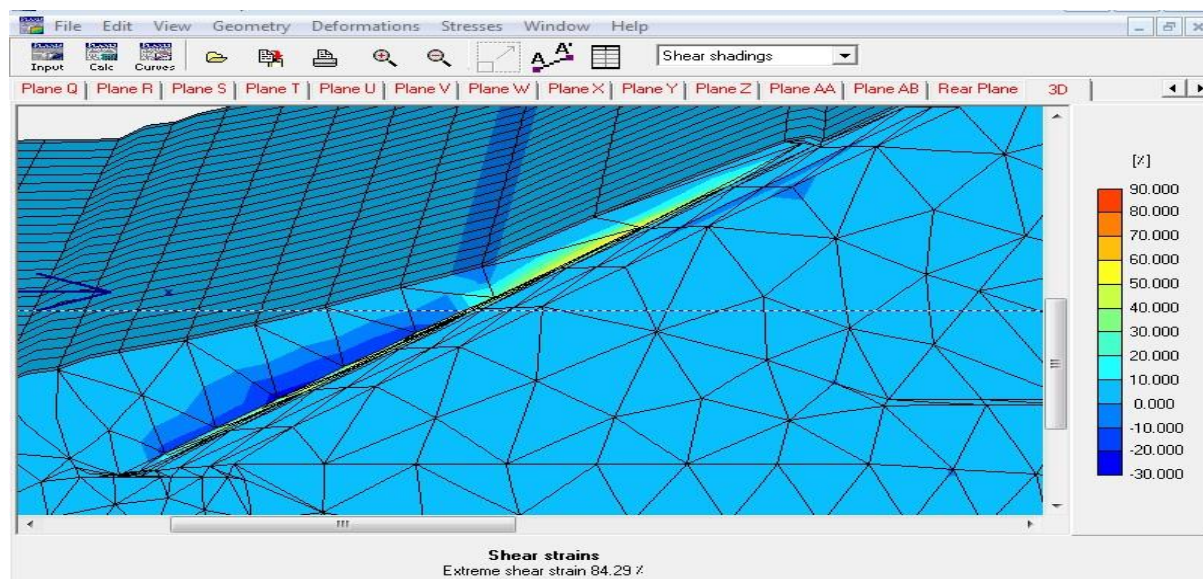 File Edit View Geometry Deformations Stresses Window Help
Input Calc Curves A A' Shear shadings
Plane Q Plane R Plane S Plane T Plane U Plane V Plane W Plane X Plane Y Plane Z Plane AA Plane AB Rear Plane 3D
[%]
90.000
80.000
70.000
60.000
50.000
40.000
30.000
20.000
10.000
0.000
-10.000
-20.000
-30.000
Shear strains
Extreme shear strain 84.29 %